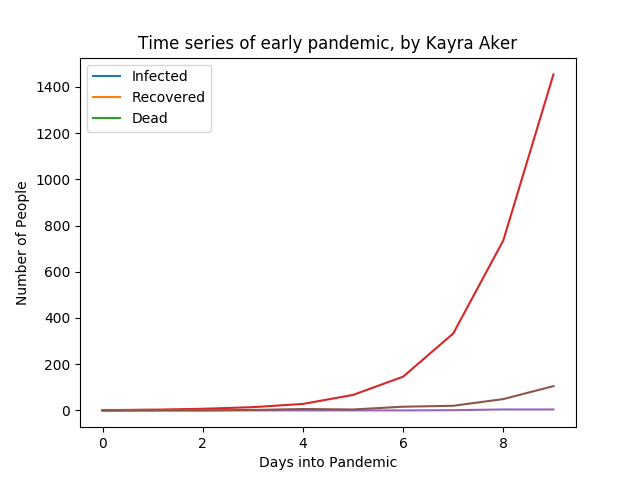 Time series of early pandemic, by Kayra Aker
Infected
Recovered
Dead
Number of People
1400
1200
1000
800
600
400
200
0
0 2 4 6 8
Days into Pandemic